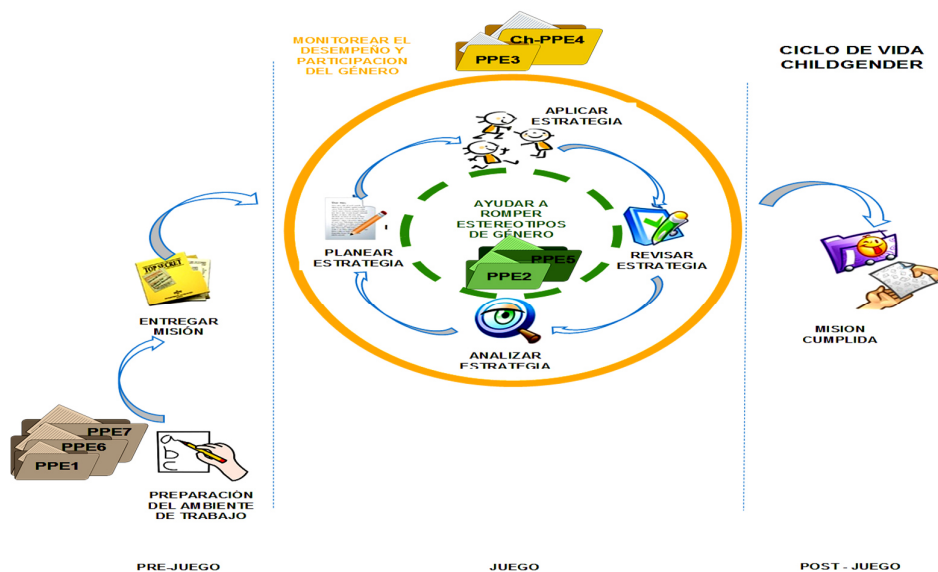 MONITOREAR EL
DESEMPEÑO Y
PARTICIPACION
DEL GÉNERO
Ch-PPE4
PPE3
CICLO DE VIDA
CHILDGENDER
APLICAR
ESTRATEGIA
AYUDAR A
ROMPER
ESTEREOTIPOS
DE GÉNERO
PPE5
PPE2
PLANEAR
ESTRATEGIA
REVISAR
ESTRATEGIA
ANALIZAR
ESTRATEGIA
TOP SECRET
ENTREGAR
MISIÓN
MISION
CUMPLIDA
PPE7
PPE6
PPE1
a
b
c
PREPARACIÓN
DEL AMBIENTE
DE TRABAJO
PRE-JUEGO
JUEGO
POST - JUEGO